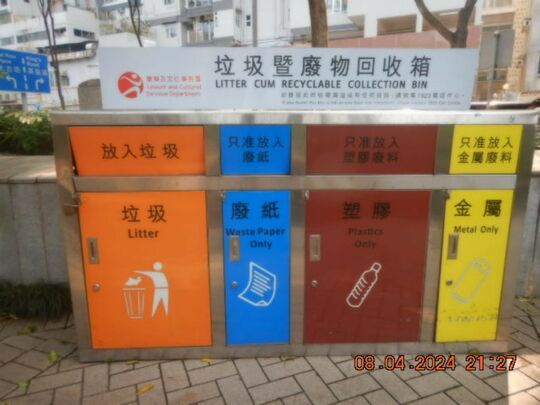 垃圾暨廢物回收箱
LITTER CUM RECYCLABLE COLLECTION BIN
康樂及文化事務署
Leisure and Cultural
Services Department
放入垃圾
只准放入
廢紙
只准放入
塑膠廢料
只准放入
金屬廢料
垃圾
Litter
廢紙
Waste Paper
Only
塑膠
Plastics
Only
金屬
Metal Only
08.04.2024 21:27